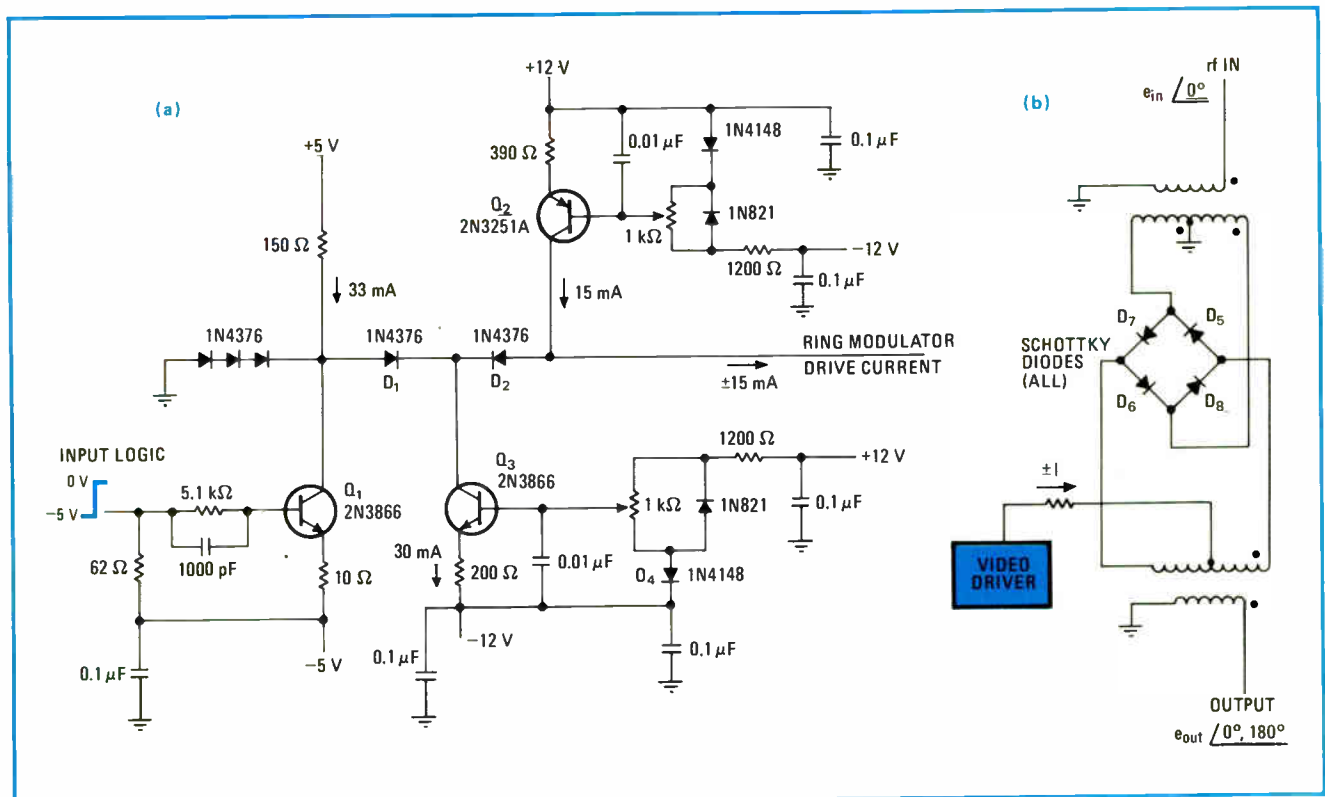 (a)
+12 V
390 Ω
0.01 µF
1N4148
0.1 µF
Q2
2N3251A
1 kΩ
1N821
1200 Ω
−12 V
0.1 µF
15 mA
+5 V
150 Ω
33 mA
1N4376
1N4376
D1
1N4376
D2
RING MODULATOR
DRIVE CURRENT
±15 mA
INPUT LOGIC
0 V
−5 V
5.1 kΩ
1000 pF
62 Ω
Q1
2N3866
10 Ω
0.1 µF
−5 V
Q3
2N3866
30 mA
200 Ω
0.01 µF
1 kΩ
1N821
1200 Ω
+12 V
0.1 µF
Q4
1N4148
−12 V
0.1 µF
0.1 µF
(b)
rf IN
ein /0°
D7
D5
SCHOTTKY
DIODES
(ALL)
D6
D8
±I
VIDEO
DRIVER
OUTPUT
eout /0°, 180°